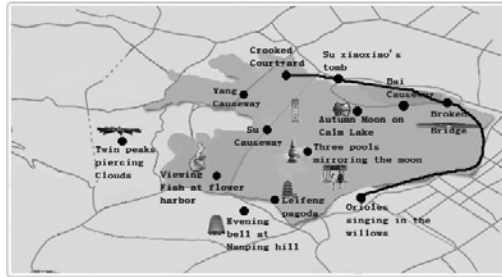 Crooked
Courtyard
Su xiaoxiao's
tomb
Bai
Causeway
Yang
Causeway
Autumn Moon on
Calm Lake
Broken
Bridge
Su
Causeway
Twin peaks
piercing
Clouds
Three pools
mirroring the moon
Viewing
Fish at flower
harbor
Leifeng
pagoda
Orioles
singing in the
willows
Evening
bell at
Nanping hill